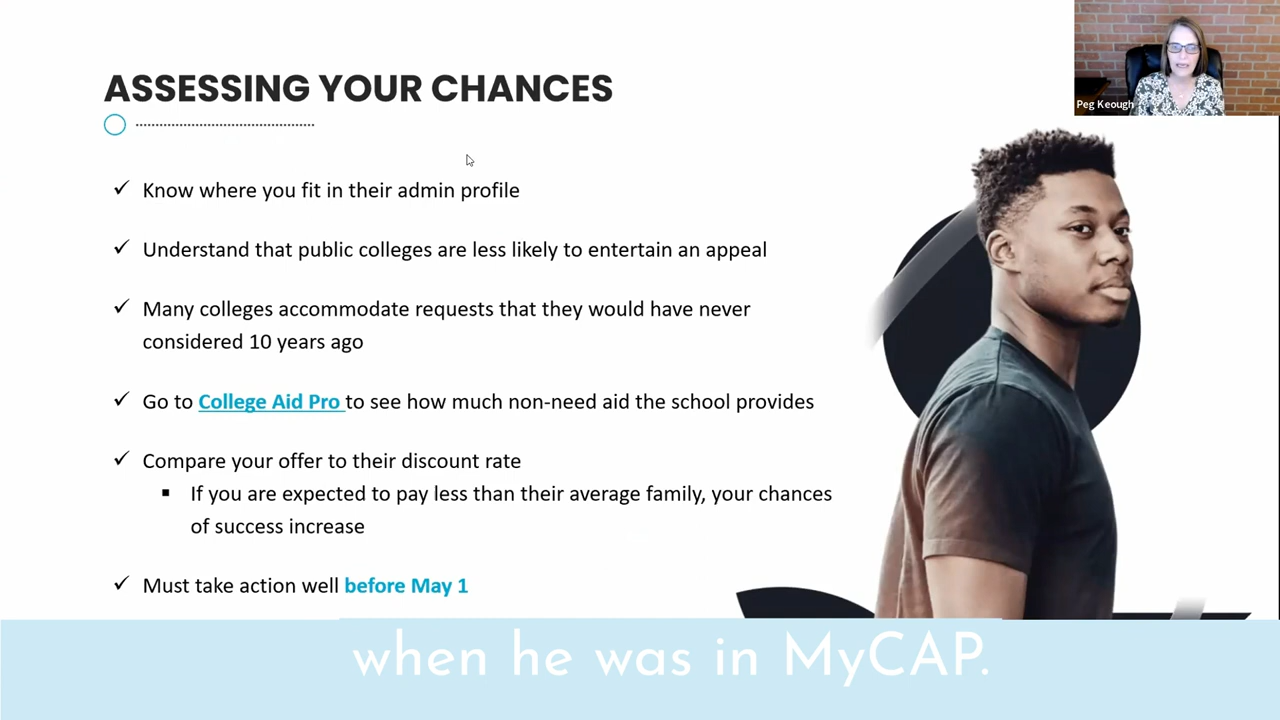 ASSESSING YOUR CHANCES
Peg Keough
✓ Know where you fit in their admin profile
✓ Understand that public colleges are less likely to entertain an appeal
✓ Many colleges accommodate requests that they would have never
considered 10 years ago
✓ Go to College Aid Pro to see how much non-need aid the school provides
✓ Compare your offer to their discount rate
▪ If you are expected to pay less than their average family, your chances
of success increase
✓ Must take action well before May 1
when he was in MyCAP.